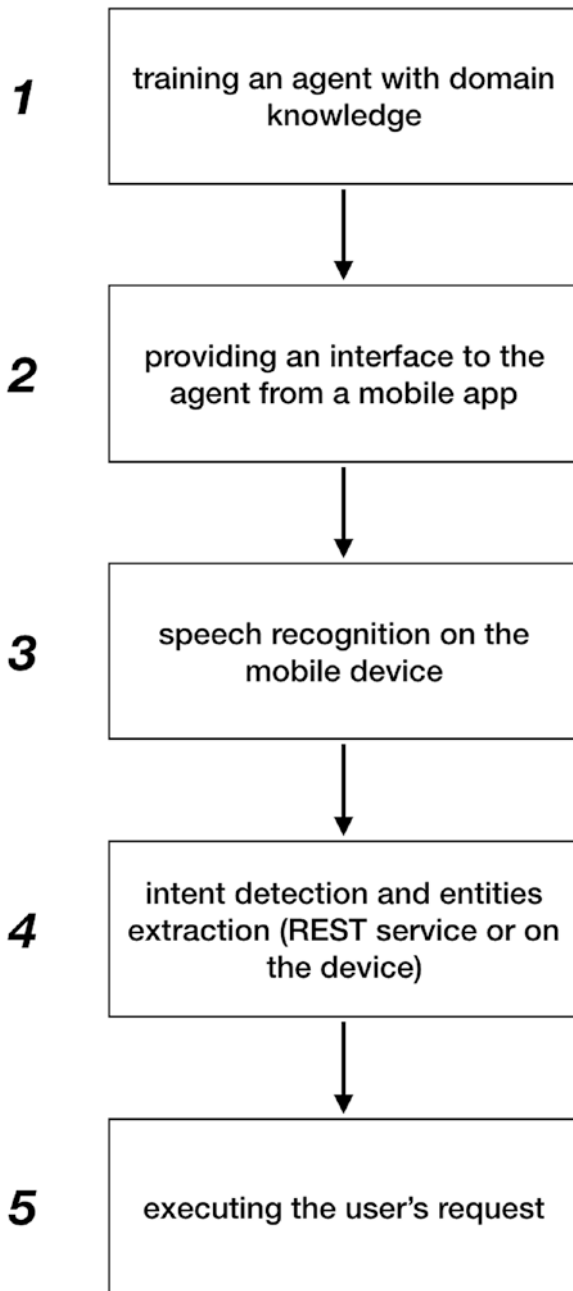 1
training an agent with domain
knowledge
2
providing an interface to the
agent from a mobile app
3
speech recognition on the
mobile device
4
intent detection and entities
extraction (REST service or on
the device)
5
executing the user's request